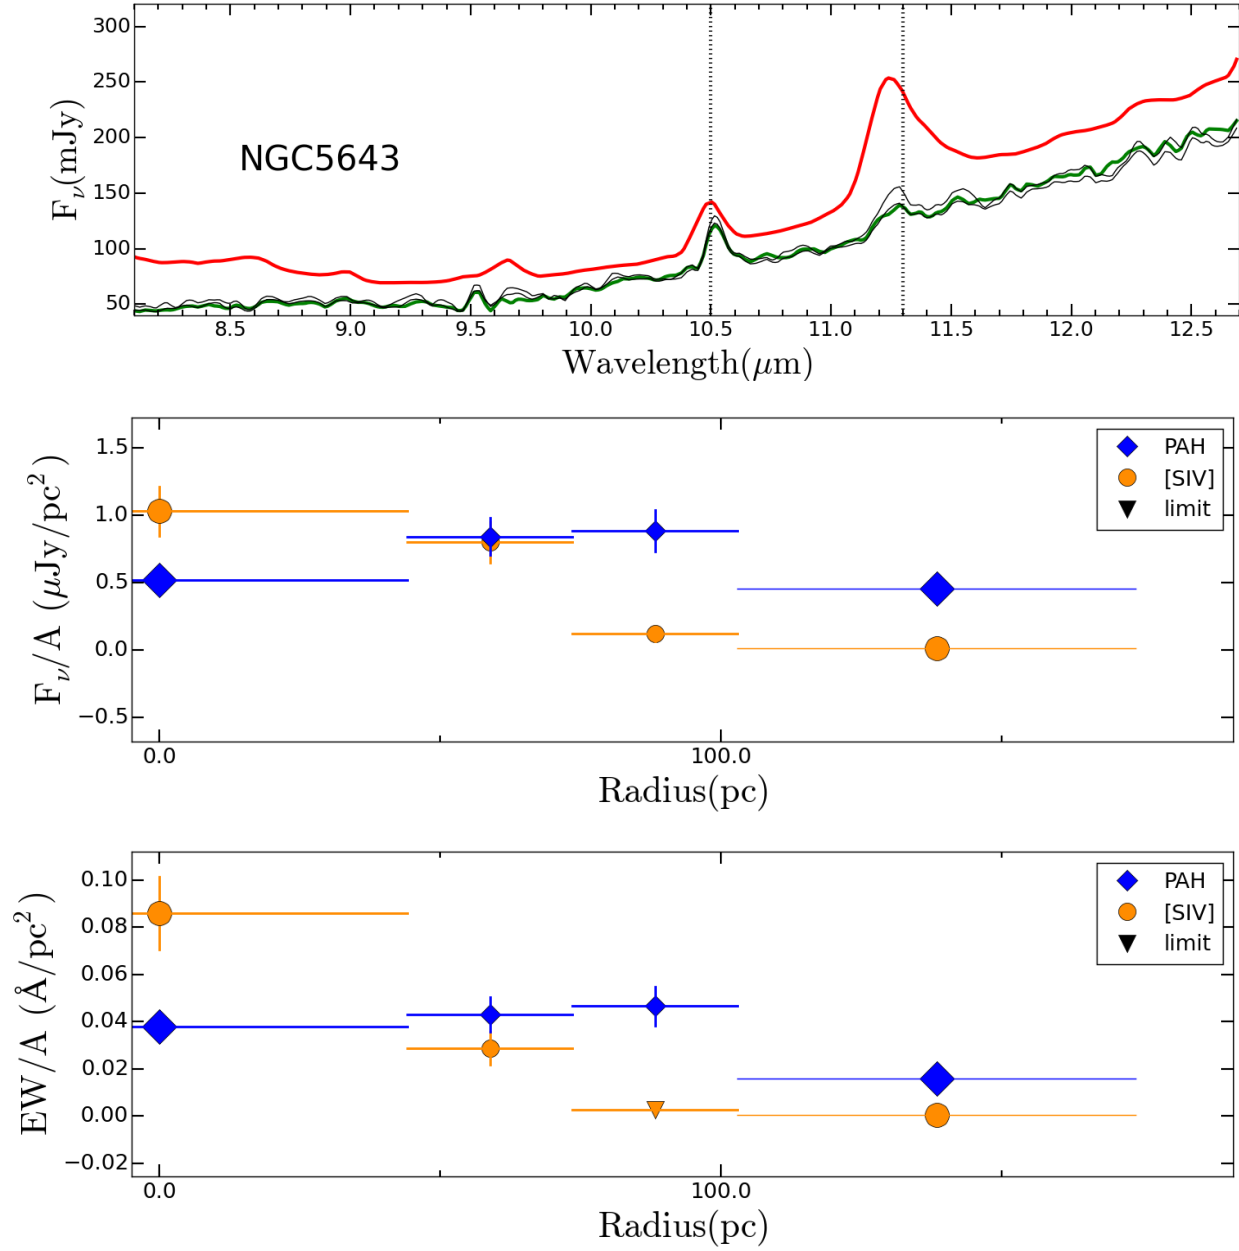 300
250
200
150
100
50
F_ν(mJy)
NGC5643
8.5 9.0 9.5 10.0 10.5 11.0 11.5 12.0 12.5
Wavelength(μm)
1.5
1.0
0.5
0.0
−0.5
F_ν/A (μJy/pc²)
PAH
[SIV]
limit
0.0 100.0
Radius(pc)
0.10
0.08
0.06
0.04
0.02
0.00
−0.02
EW/A (Å/pc²)
PAH
[SIV]
limit
0.0 100.0
Radius(pc)